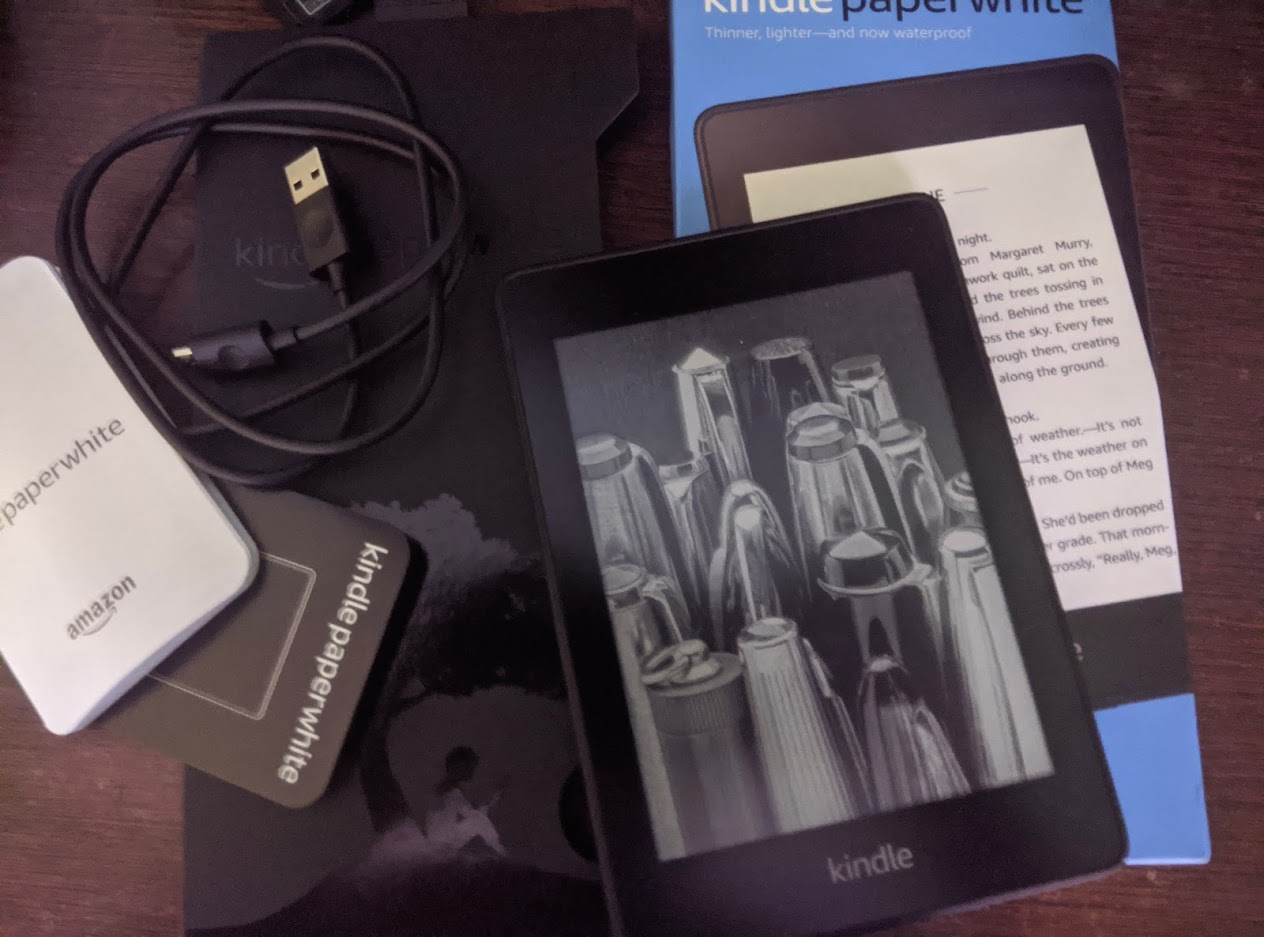 kindle paperwhite
Thinner, lighter—and now waterproof
night.
om Margaret Murry,
work quilt, sat on the
d the trees tossing in
ind. Behind the trees
oss the sky. Every few
rough them, creating
along the ground.
ook.
of weather.—It's not
—It's the weather on
of me. On top of Meg
She'd been dropped
r grade. That morn-
crossly, "Really, Meg,
kindle
paperwhite
amazon
kindle paperwhite
kindle